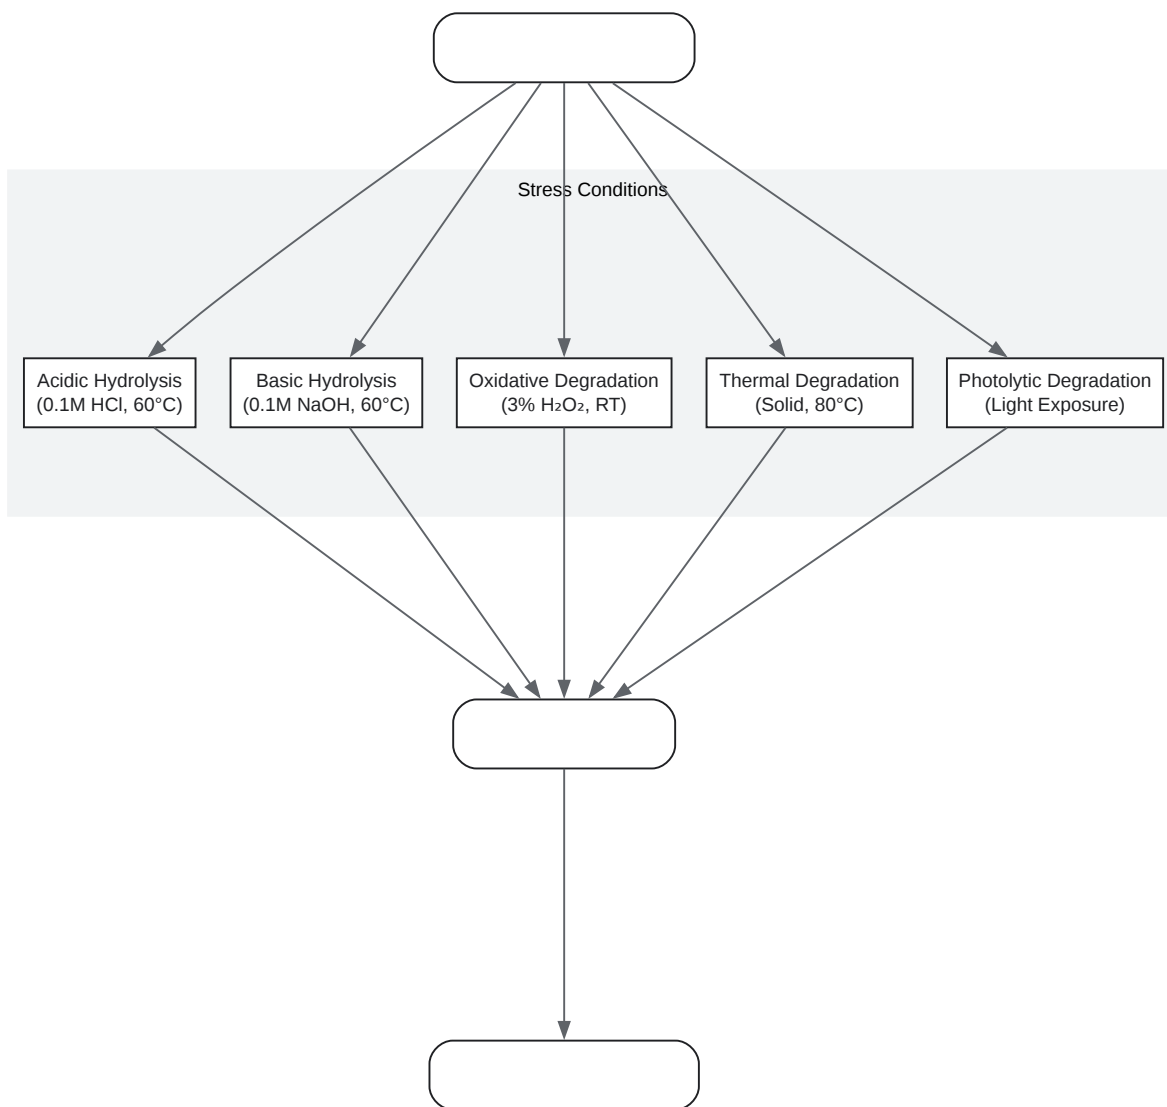 Stress Conditions
Acidic Hydrolysis
(0.1M HCl, 60°C)
Basic Hydrolysis
(0.1M NaOH, 60°C)
Oxidative Degradation
(3% H₂O₂, RT)
Thermal Degradation
(Solid, 80°C)
Photolytic Degradation
(Light Exposure)